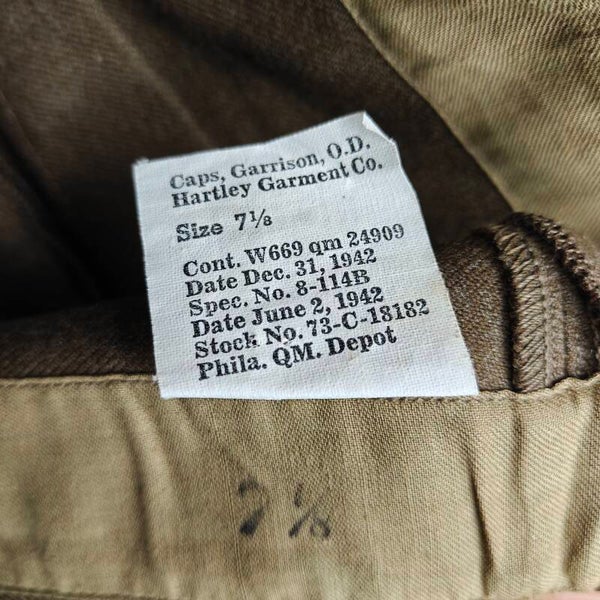 Caps, Garrison, O.D.
Hartley Garment Co.
Size 7⅛
Cont. W669 qm 24909
Date Dec. 31, 1942
Spec. No. 8-114B
Date June 2, 1942
Stock No. 73-C-18182
Phila. QM. Depot
7⅛